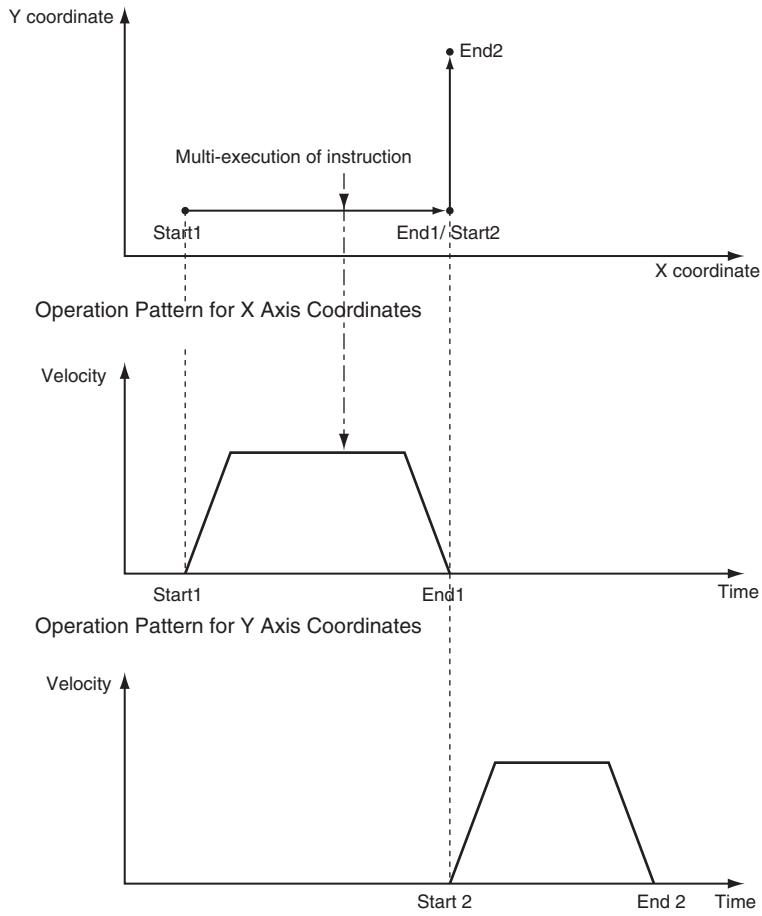 Y coordinate
End2
Multi-execution of instruction
Start1
End1/ Start2
X coordinate
Operation Pattern for X Axis Coordinates
Velocity
Start1
End1
Time
Operation Pattern for Y Axis Coordinates
Velocity
Start 2
End 2
Time